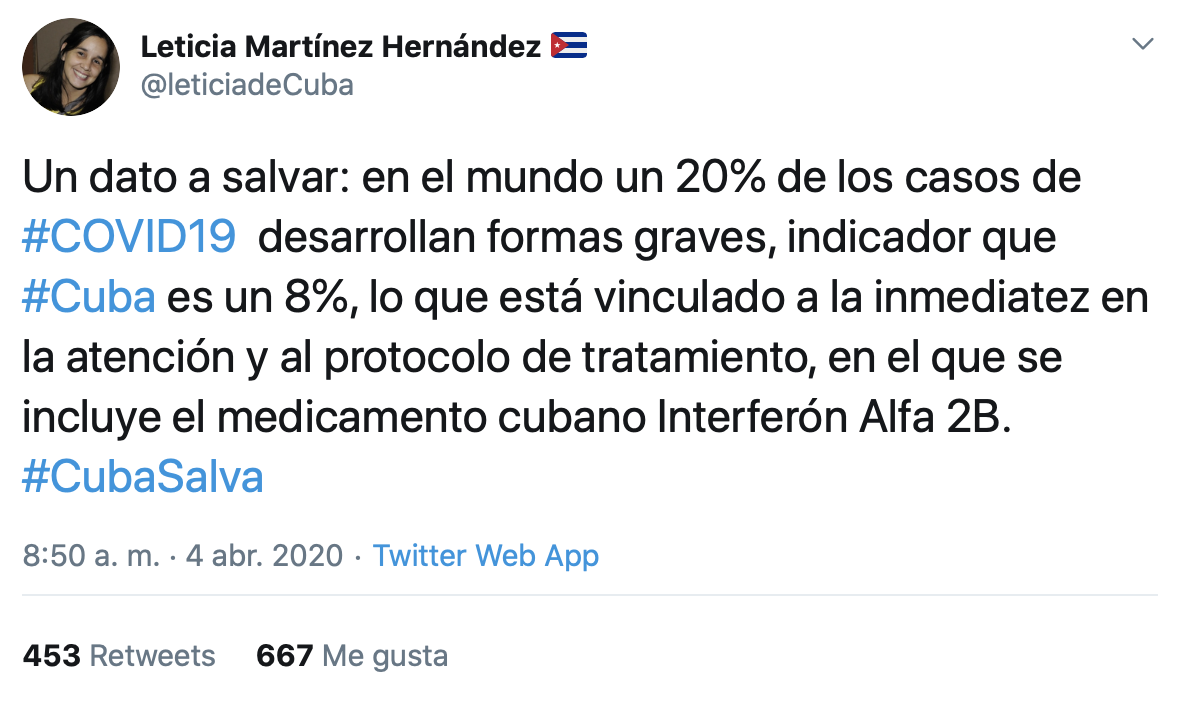 Leticia Martínez Hernández 🇨🇺
@leticiadeCuba
Un dato a salvar: en el mundo un 20% de los casos de
#COVID19 desarrollan formas graves, indicador que
#Cuba es un 8%, lo que está vinculado a la inmediatez en
la atención y al protocolo de tratamiento, en el que se
incluye el medicamento cubano Interferón Alfa 2B.
#CubaSalva
8:50 a. m. · 4 abr. 2020 · Twitter Web App
453 Retweets 667 Me gusta